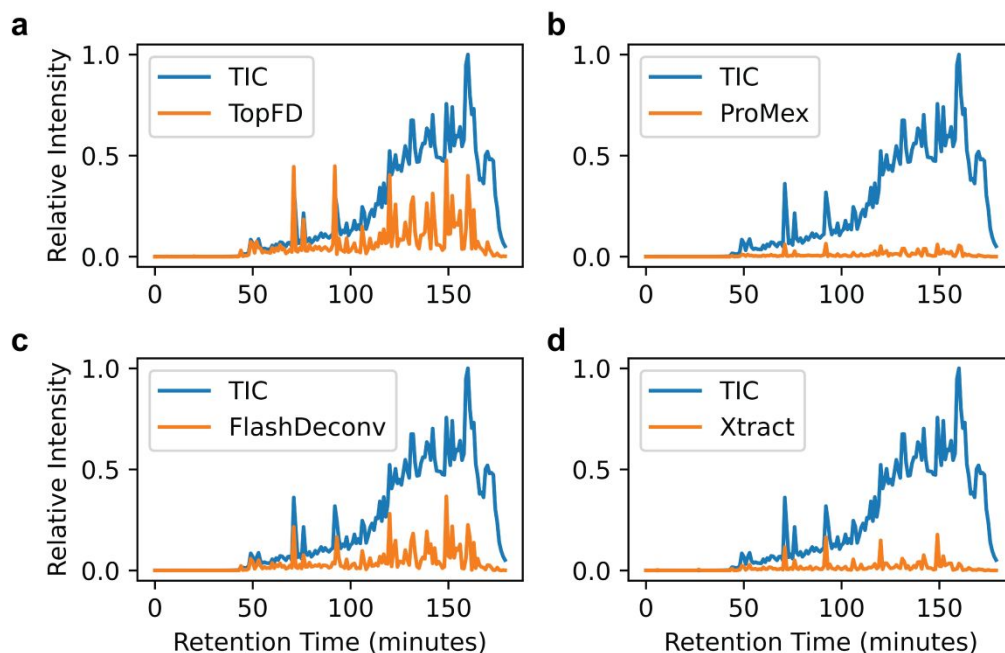 a
Relative Intensity
1.0
0.5
0.0
TIC
TopFD
0 50 100 150
b
1.0
0.5
0.0
TIC
ProMex
0 50 100 150
c
Relative Intensity
1.0
0.5
0.0
TIC
FlashDeconv
0 50 100 150
Retention Time (minutes)
d
1.0
0.5
0.0
TIC
Xtract
0 50 100 150
Retention Time (minutes)